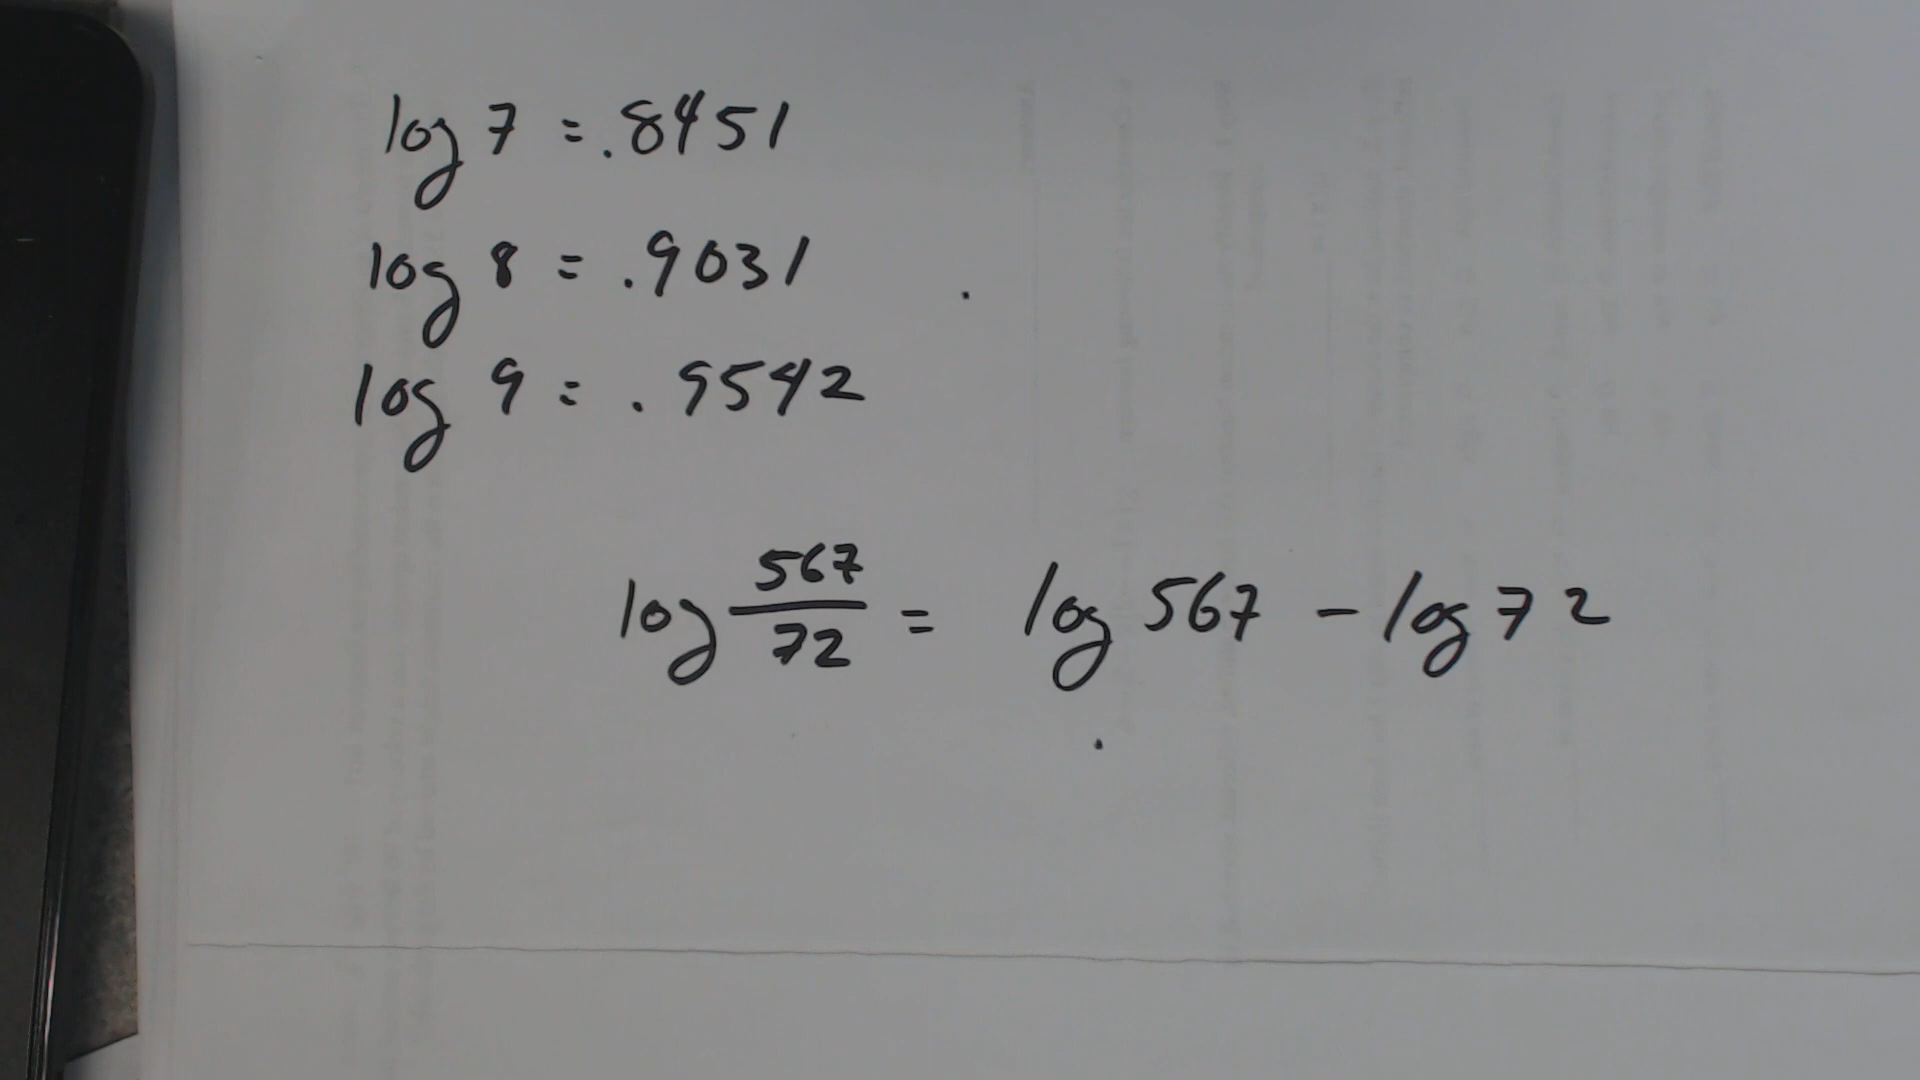 log 7 = .8451
log 8 = .9031
log 9 = .9542
log 567/72 = log 567 - log 72